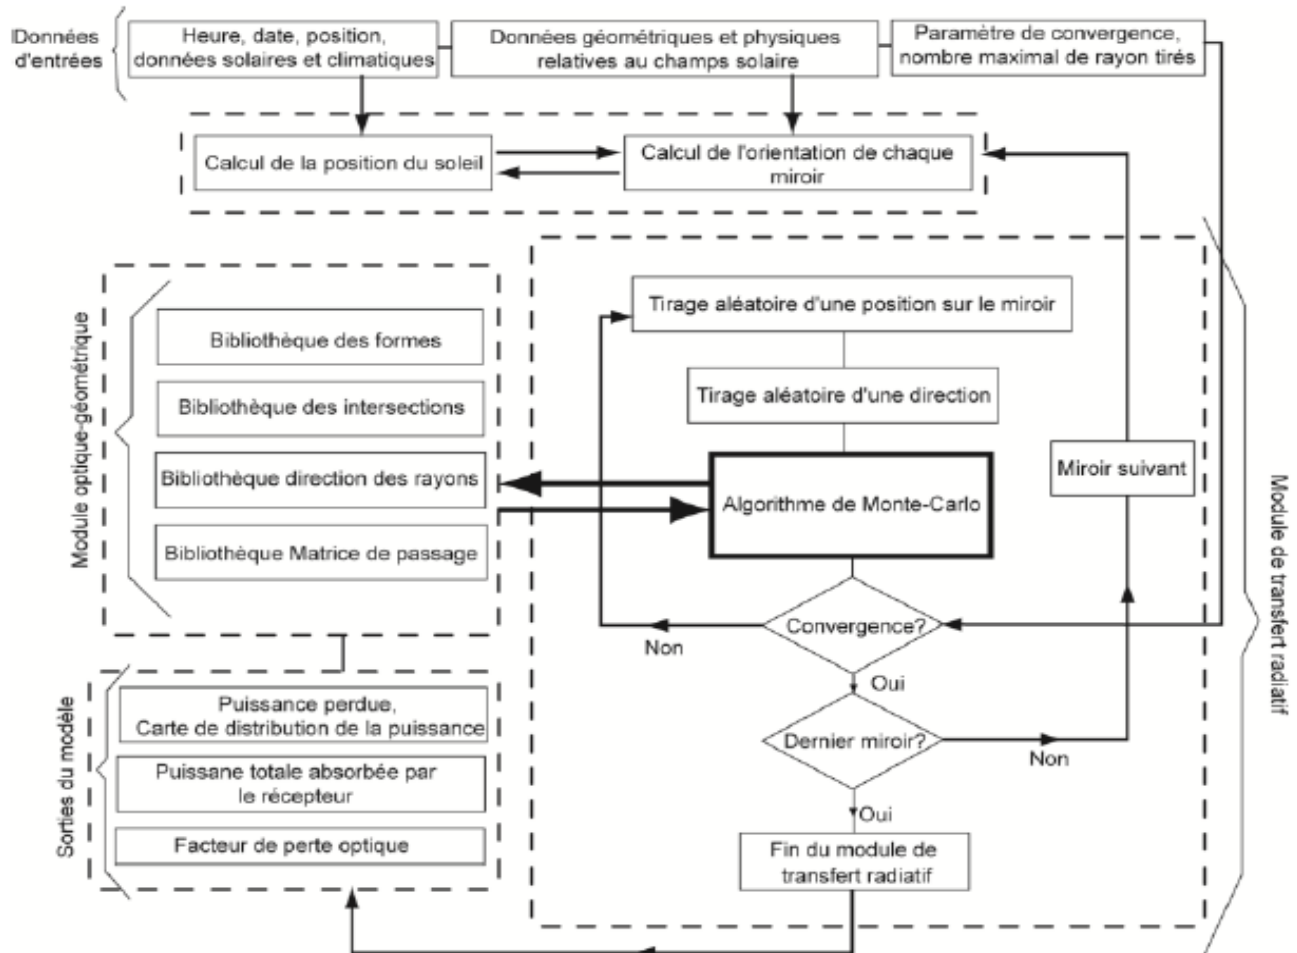 Données
d'entrées
Heure, date, position,
données solaires et climatiques
Données géométriques et physiques
relatives au champs solaire
Paramètre de convergence,
nombre maximal de rayon tirés
Calcul de la position du soleil
Calcul de l'orientation de chaque
miroir
Module optique-géométrique
Bibliothèque des formes
Bibliothèque des intersections
Bibliothèque direction des rayons
Bibliothèque Matrice de passage
Tirage aléatoire d'une position sur le miroir
Tirage aléatoire d'une direction
Algorithme de Monte-Carlo
Miroir suivant
Module de transfert radiatif
Convergence?
Non
Oui
Dernier miroir?
Non
Oui
Fin du module de
transfert radiatif
Sorties du modèle
Puissance perdue,
Carte de distribution de la puissance
Puissane totale absorbée par
le récepteur
Facteur de perte optique